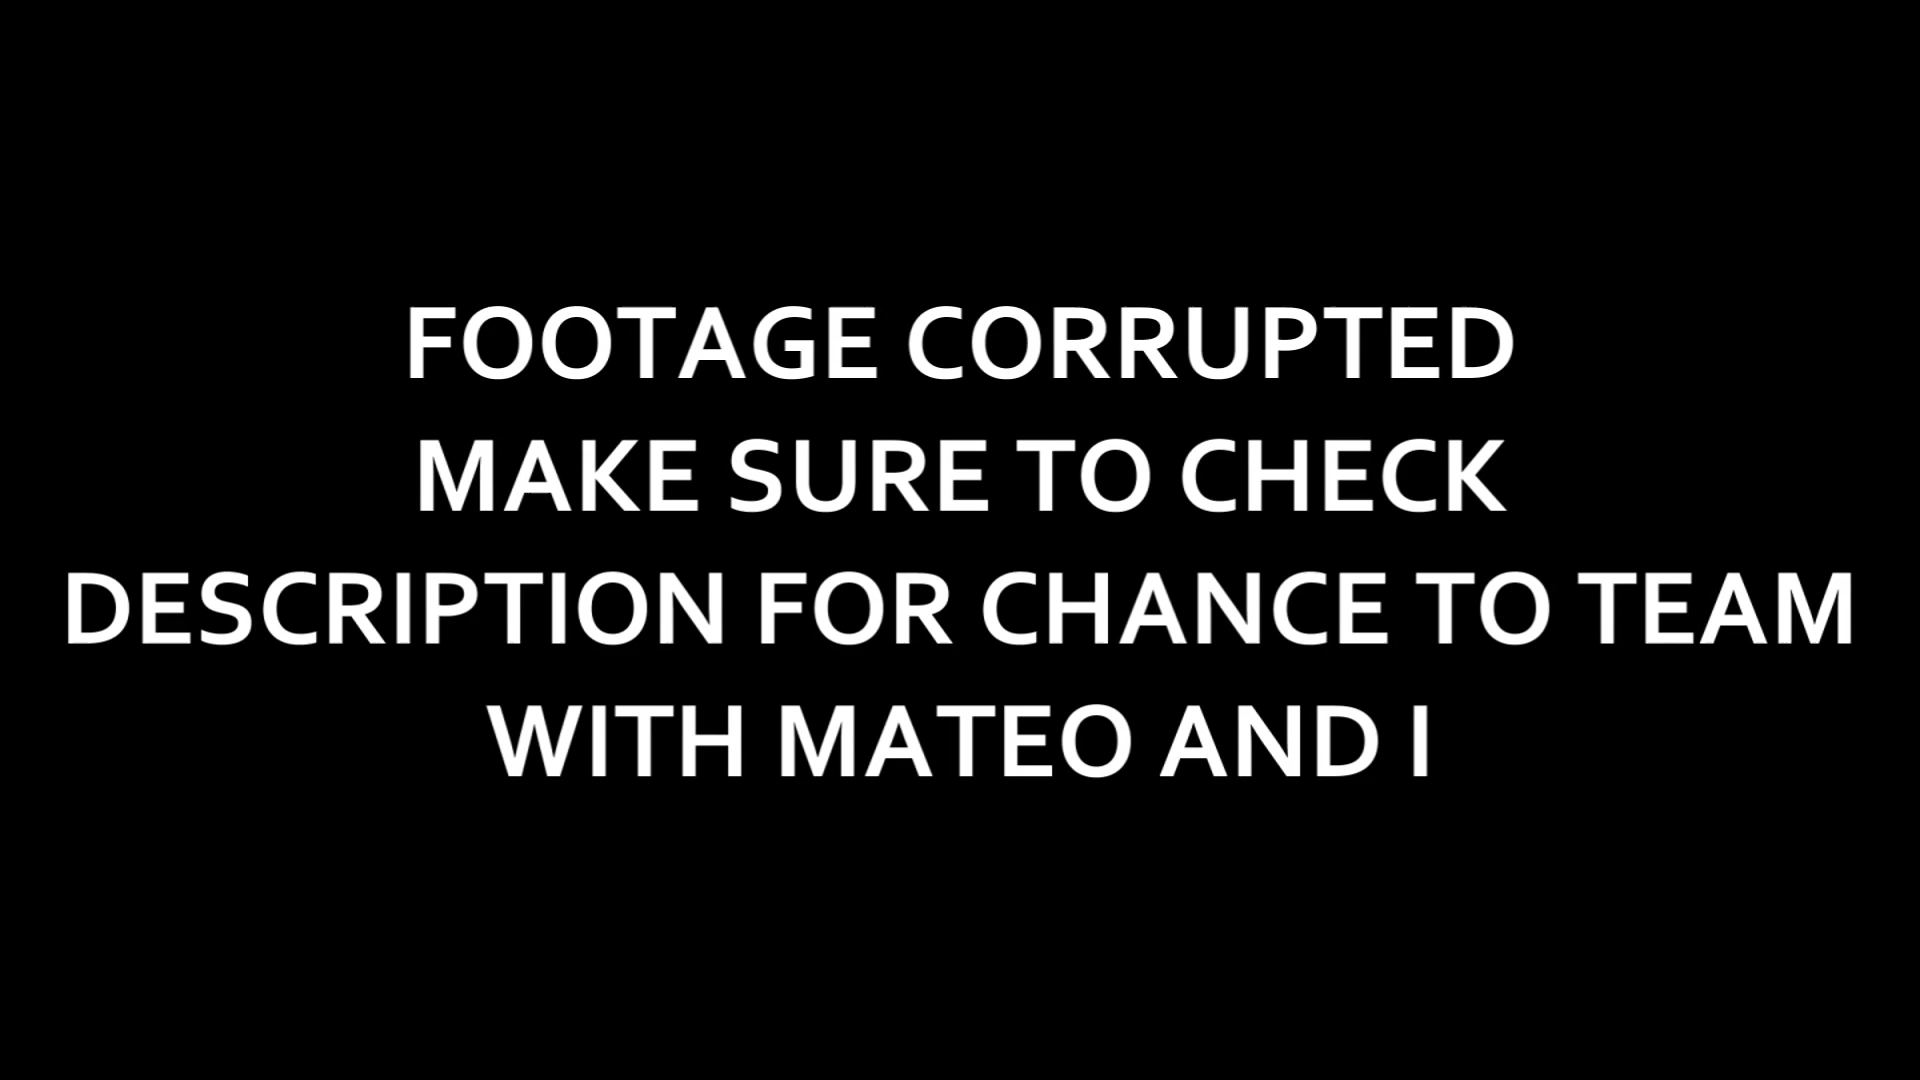 FOOTAGE CORRUPTED
MAKE SURE TO CHECK
DESCRIPTION FOR CHANCE TO TEAM
WITH MATEO AND I